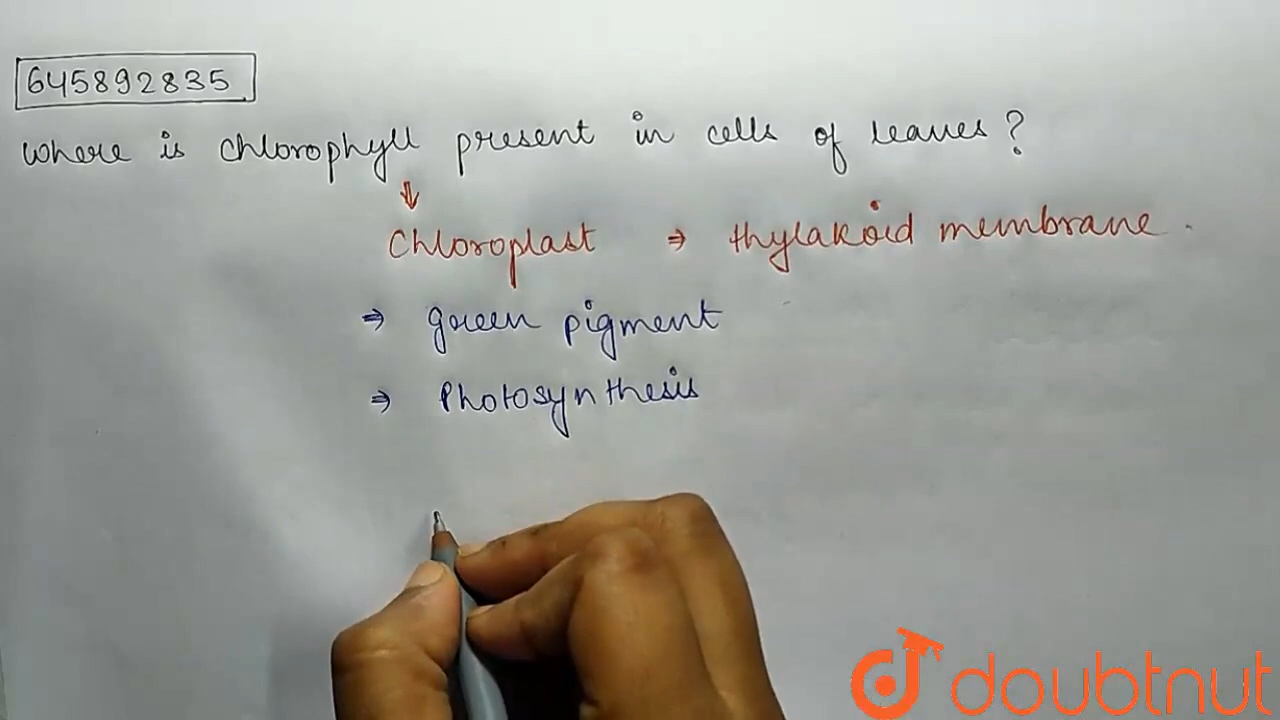 645892835
Where is chlorophyll present in cells of leaves?
⇓
Chloroplast ⇒ thylakoid membrane.
⇒ green pigment
⇒ Photosynthesis
doubtnut